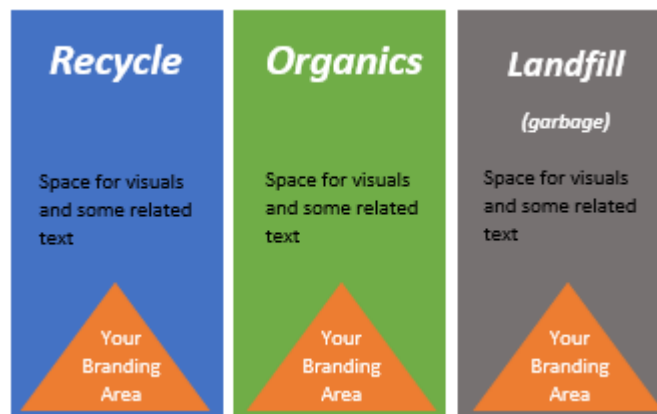 Recycle
Space for visuals
and some related
text
Your
Branding
Area
Organics
Space for visuals
and some related
text
Your
Branding
Area
Landfill
(garbage)
Space for visuals
and some related
text
Your
Branding
Area